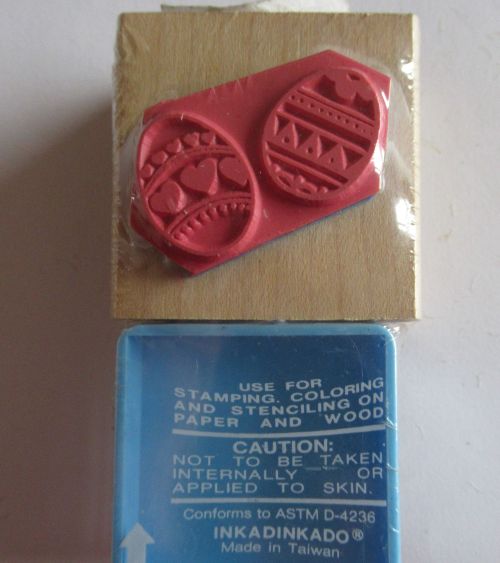 USE FOR
STAMPING. COLORING
AND STENCILING ON
PAPER AND WOOD
CAUTION:
NOT TO BE TAKEN
INTERNALLY OR
APPLIED TO SKIN.
Conforms to ASTM D-4236
INKADINKADO®
Made in Taiwan